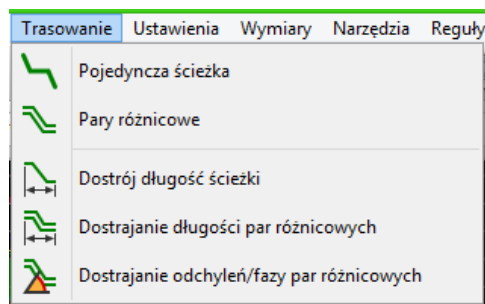 Trasowanie Ustawienia Wymiary Narzędzia Reguły
Pojedyncza ścieżka
Pary różnicowe
Dostrój długość ścieżki
Dostrajanie długości par różnicowych
Dostrajanie odchyleń/fazy par różnicowych